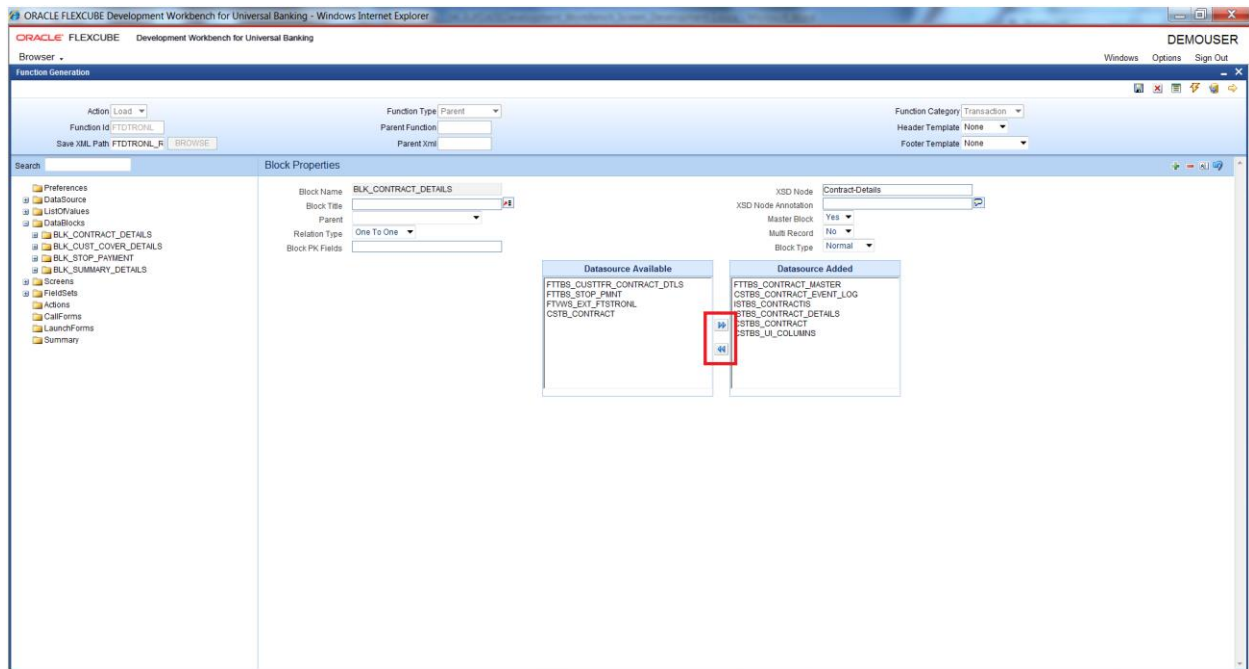 ORACLE FLEXCUBE Development Workbench for Universal Banking - Windows Internet Explorer
ORACLE FLEXCUBE Development Workbench for Universal Banking
DEMOUSER
Browser
Windows Options Sign Out
Function Generation
Action Load
Function Type Parent
Function Category Transaction
Function Id FTDTRONL
Parent Function
Header Template None
Save XML Path FTDTRONL_R BROWSE
Parent Xml
Footer Template None
Search
Preferences
DataSource
ListOfValues
DataBlocks
BLK_CONTRACT_DETAILS
BLK_CUST_COVER_DETAILS
BLK_STOP_PAYMENT
BLK_SUMMARY_DETAILS
Screens
FieldSets
Actions
CallForms
LaunchForms
Summary
Block Properties
Block Name BLK_CONTRACT_DETAILS
XSD Node Contract-Details
Block Title
XSD Node Annotation
Parent
Master Block Yes
Relation Type One To One
Multi Record No
Block PK Fields
Block Type Normal
Datasource Available
FTTBS_CUSTTFR_CONTRACT_DTLS
FTTBS_STOP_PMNT
FTVWS_EXT_FTSTRONL
CSTB_CONTRACT
Datasource Added
FTTBS_CONTRACT_MASTER
CSTBS_CONTRACT_EVENT_LOG
ISTBS_CONTRACTIS
ISTBS_CONTRACT_DETAILS
CSTBS_CONTRACT
CSTBS_UI_COLUMNS